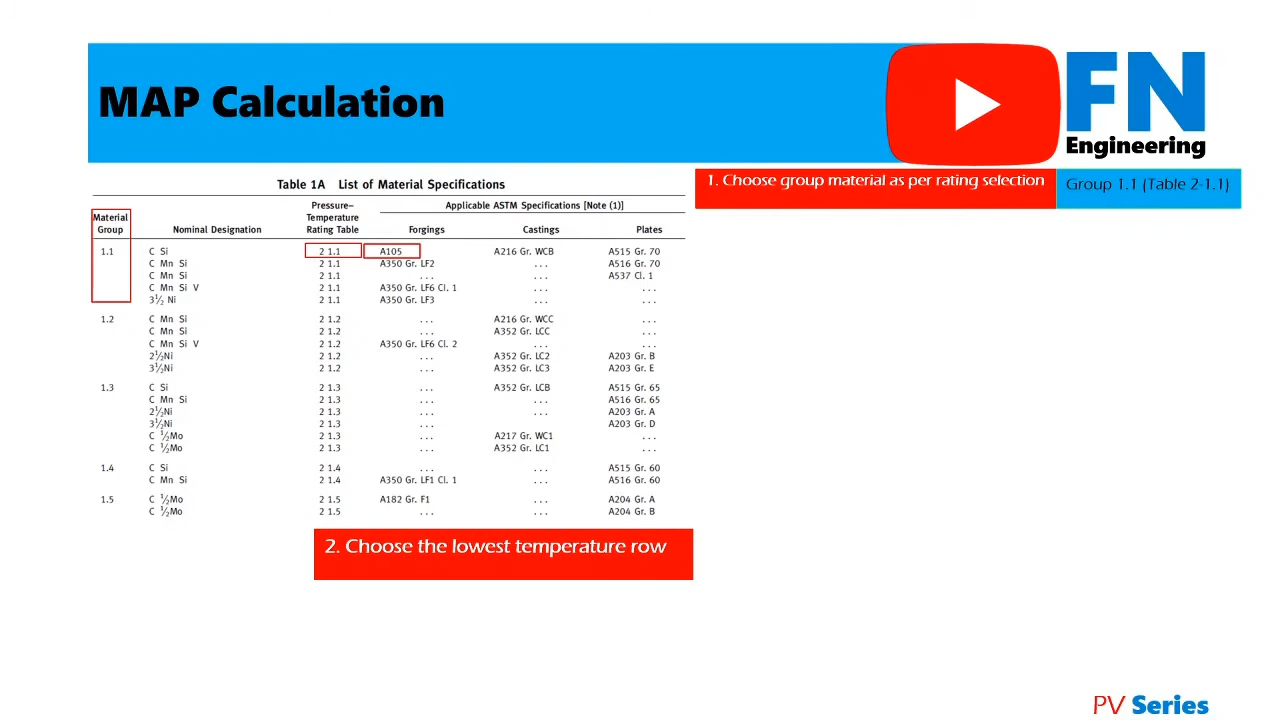 MAP Calculation
FN
Engineering
Table 1A List of Material Specifications
1. Choose group material as per rating selection
Group 1.1 (Table 2-1.1)
Material Group
Nominal Designation
Pressure–Temperature Rating Table
Applicable ASTM Specifications [Note (1)]
Forgings Castings Plates
1.1 C Si 2 1.1 A105 A216 Gr. WCB A515 Gr. 70
C Mn Si 2 1.1 A350 Gr. LF2 ... A516 Gr. 70
C Mn Si 2 1.1 ... ... A537 Cl. 1
C Mn Si V 2 1.1 A350 Gr. LF6 Cl. 1 ... ...
3½ Ni 2 1.1 A350 Gr. LF3 ... ...
1.2 C Mn Si 2 1.2 ... A216 Gr. WCC ...
C Mn Si 2 1.2 ... A352 Gr. LCC ...
C Mn Si V 2 1.2 A350 Gr. LF6 Cl. 2 ... ...
2½Ni 2 1.2 ... A352 Gr. LC2 A203 Gr. B
3½Ni 2 1.2 ... A352 Gr. LC3 A203 Gr. E
1.3 C Si 2 1.3 ... A352 Gr. LCB A515 Gr. 65
C Mn Si 2 1.3 ... ... A516 Gr. 65
2½Ni 2 1.3 ... ... A203 Gr. A
3½Ni 2 1.3 ... A203 Gr. D
C ½Mo 2 1.3 ... A217 Gr. WC1 ...
C ½Mo 2 1.3 ... A352 Gr. LC1 ...
1.4 C Si 2 1.4 ... ... A515 Gr. 60
C Mn Si 2 1.4 A350 Gr. LF1 Cl. 1 ... A516 Gr. 60
1.5 C ½Mo 2 1.5 A182 Gr. F1 ... A204 Gr. A
C ½Mo 2 1.5 ... ... A204 Gr. B
2. Choose the lowest temperature row
PV Series